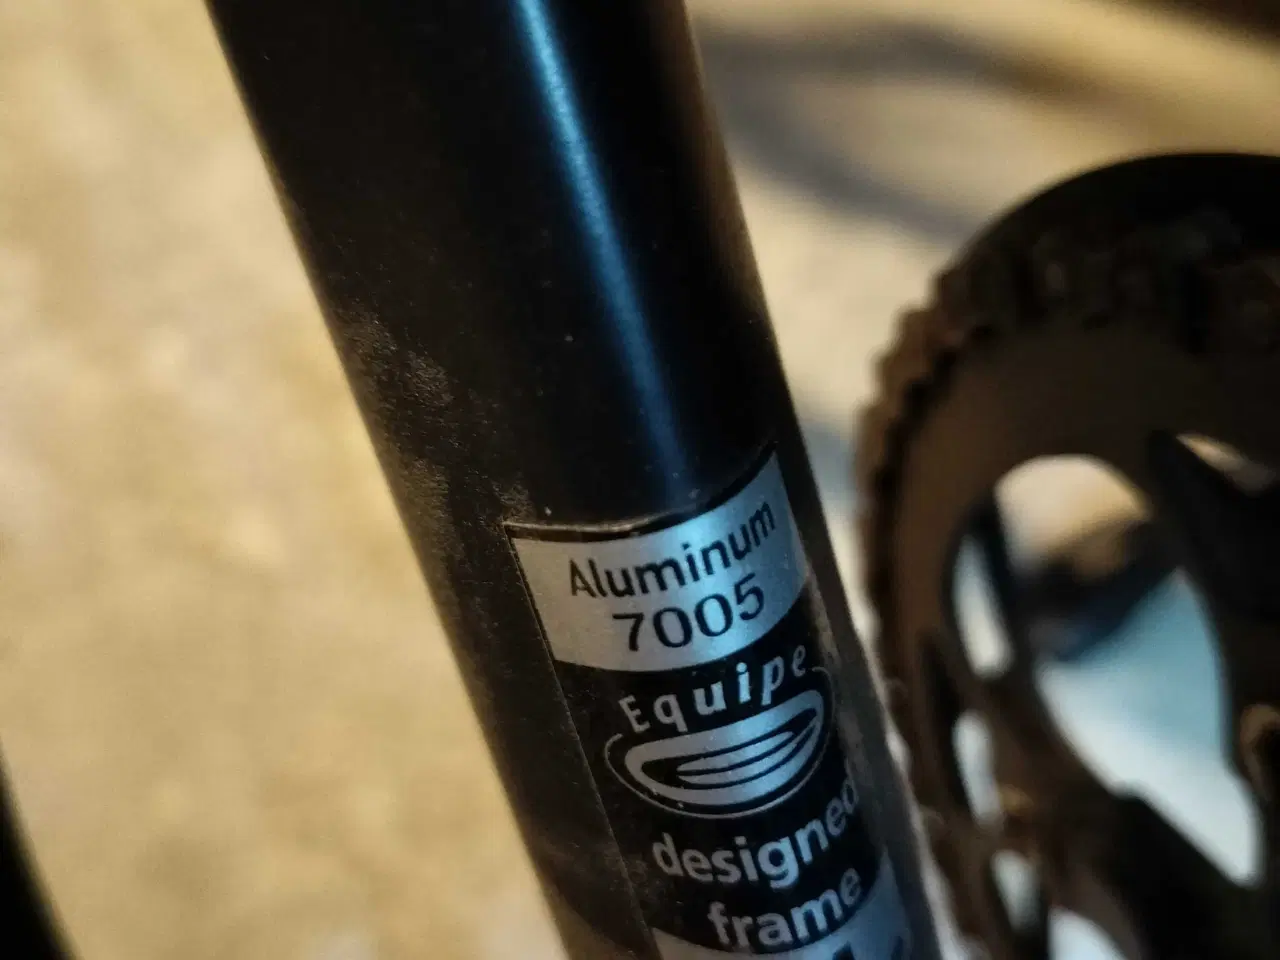 Aluminum
7005
Equipe
designed
frame